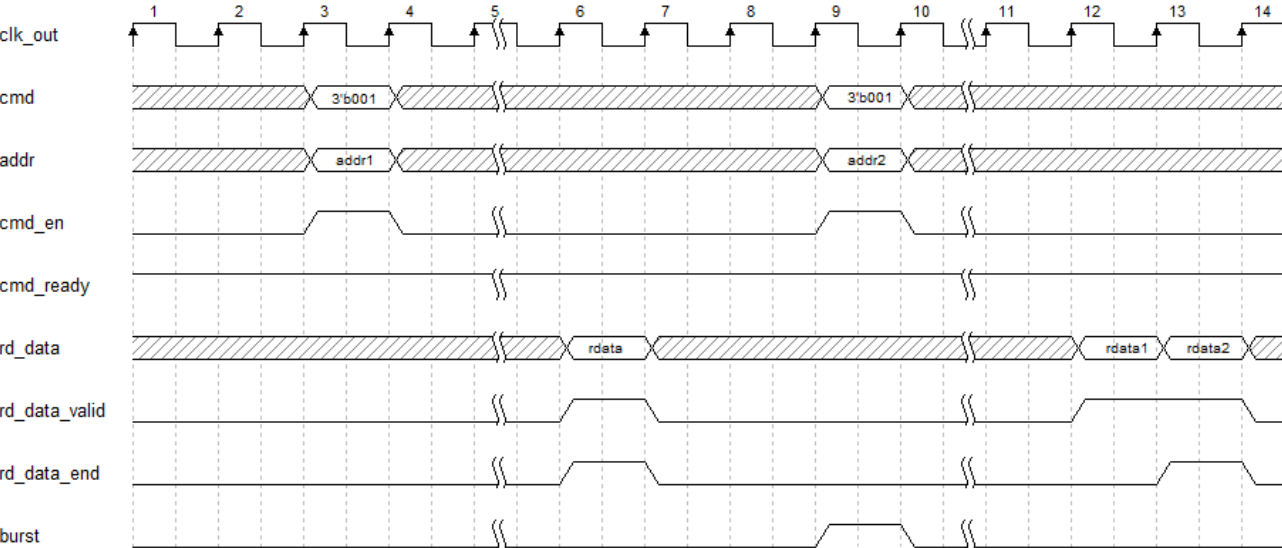 1 2 3 4 5 6 7 8 9 10 11 12 13 14
clk_out
cmd 3'b001 3'b001
addr addr1 addr2
cmd_en
cmd_ready
rd_data rdata rdata1 rdata2
rd_data_valid
rd_data_end
burst